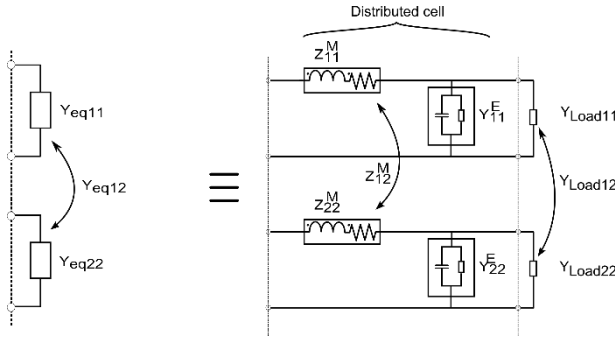 Distributed cell
z11M
Yeq11
Y11E
YLoad11
Yeq12
z12M
YLoad12
z22M
Yeq22
Y22E
YLoad22